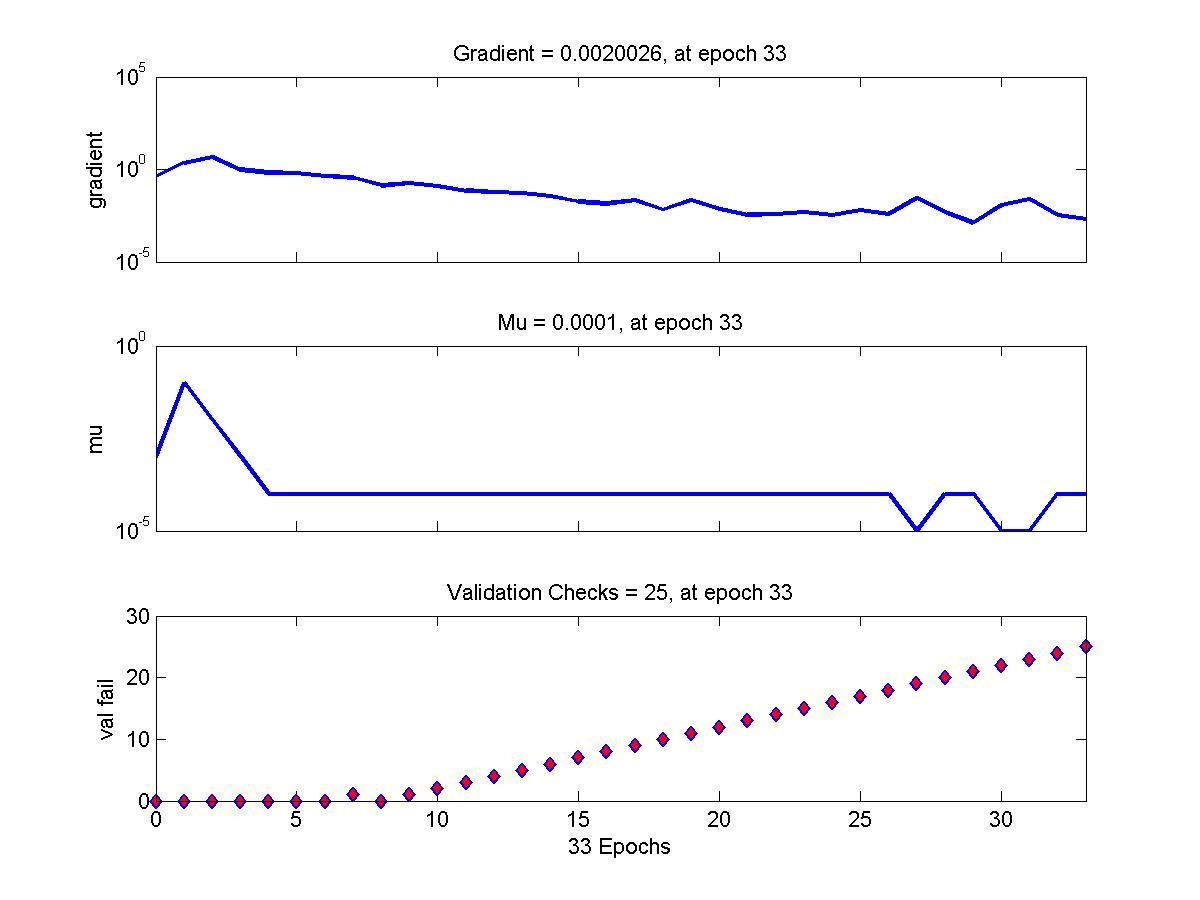 Gradient = 0.0020026, at epoch 33
10^5
10^0
10^-5
gradient
Mu = 0.0001, at epoch 33
10^0
10^-5
mu
Validation Checks = 25, at epoch 33
30
20
10
0
val fail
0 5 10 15 20 25 30
33 Epochs